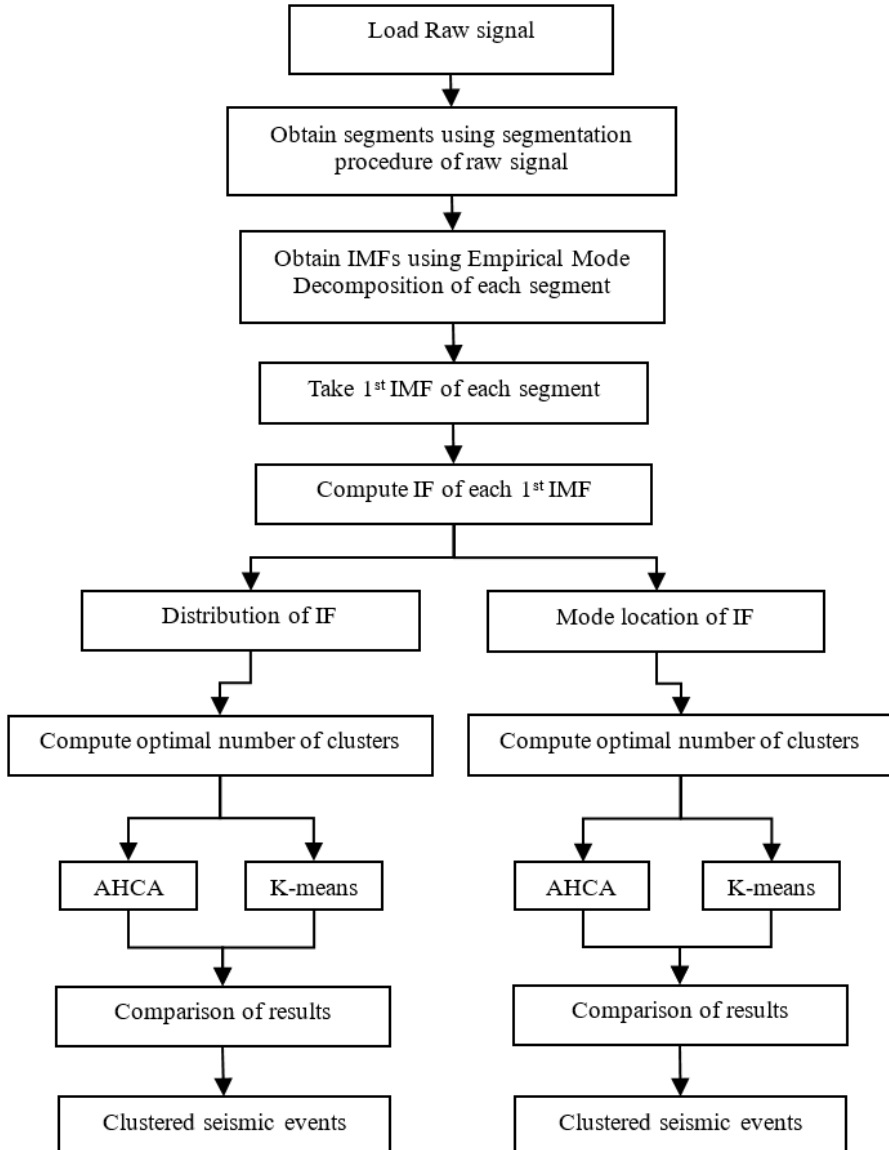 Load Raw signal
Obtain segments using segmentation
procedure of raw signal
Obtain IMFs using Empirical Mode
Decomposition of each segment
Take 1st IMF of each segment
Compute IF of each 1st IMF
Distribution of IF
Mode location of IF
Compute optimal number of clusters
Compute optimal number of clusters
AHCA
K-means
AHCA
K-means
Comparison of results
Comparison of results
Clustered seismic events
Clustered seismic events